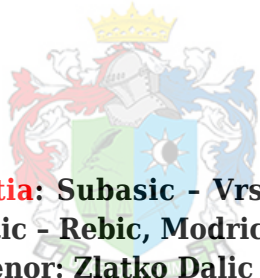 tia: Subasic – Vrs
ic – Rebic, Modric
enor: Zlatko Dalic